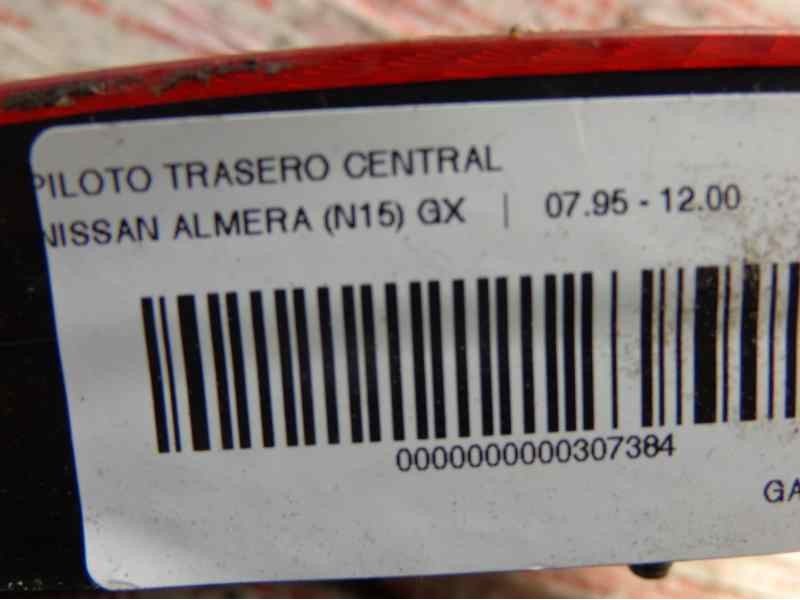 PILOTO TRASERO CENTRAL
NISSAN ALMERA (N15) GX | 07.95 - 12.00
0000000000307384
GA